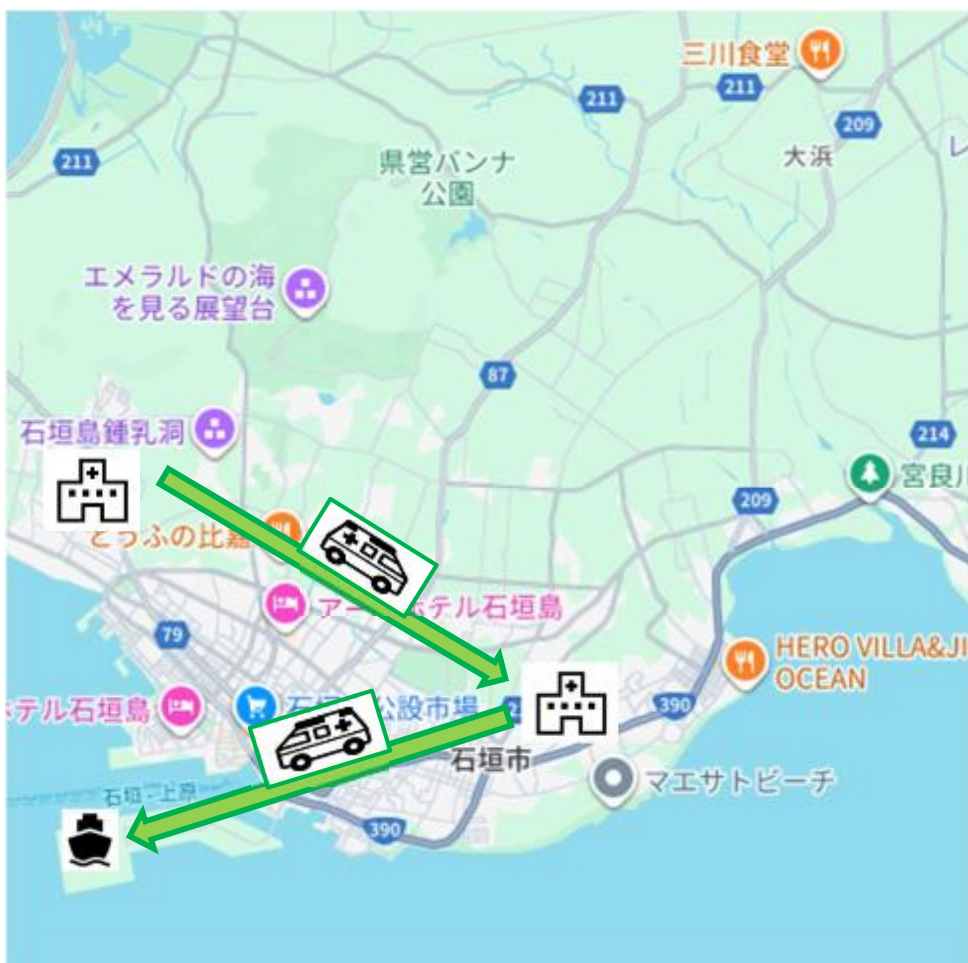 三川食堂
211
211
209
211
県営バンナ
公園
大浜
レ
エメラルドの海
を見る展望台
87
石垣島鍾乳洞
214
宮良川
209
とうふの比嘉
ホテル石垣島
79
HERO VILLA&JI
OCEAN
ホテル石垣島
公設市場
390
石垣市
マエサトビーチ
石垣-上原
390